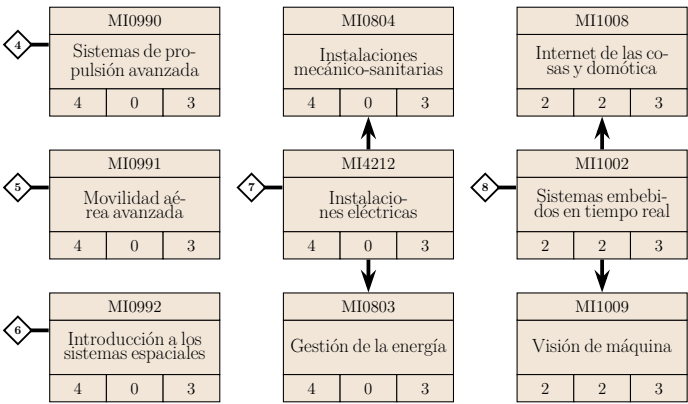 MI0990
4
Sistemas de pro-
pulsión avanzada
4 0 3
MI0804
Instalaciones
mecánico-sanitarias
4 0 3
MI1008
Internet de las co-
sas y domótica
2 2 3
MI0991
5
Movilidad aé-
rea avanzada
4 0 3
MI4212
7
Instalacio-
nes eléctricas
4 0 3
MI1002
8
Sistemas embebi-
dos en tiempo real
2 2 3
MI0992
6
Introducción a los
sistemas espaciales
4 0 3
MI0803
Gestión de la energía
4 0 3
MI1009
Visión de máquina
2 2 3